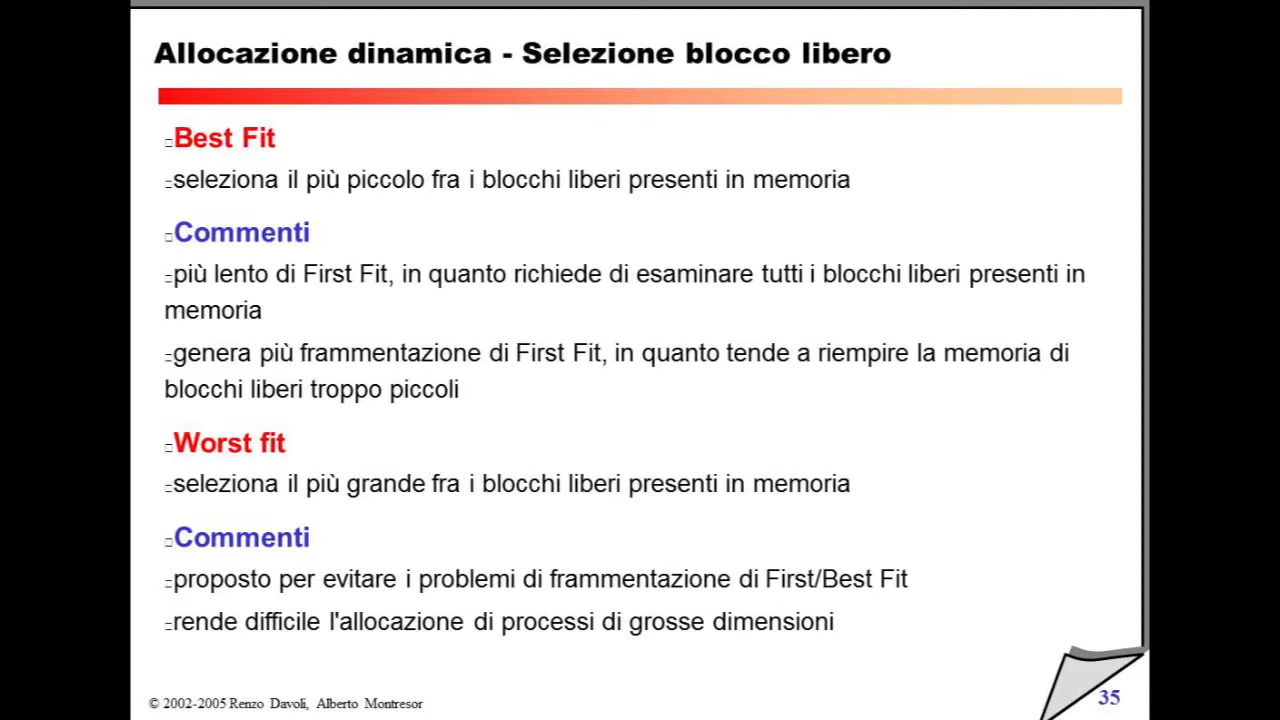 Allocazione dinamica - Selezione blocco libero
Best Fit
seleziona il più piccolo fra i blocchi liberi presenti in memoria
Commenti
più lento di First Fit, in quanto richiede di esaminare tutti i blocchi liberi presenti in
memoria
genera più frammentazione di First Fit, in quanto tende a riempire la memoria di
blocchi liberi troppo piccoli
Worst fit
seleziona il più grande fra i blocchi liberi presenti in memoria
Commenti
proposto per evitare i problemi di frammentazione di First/Best Fit
rende difficile l'allocazione di processi di grosse dimensioni
© 2002-2005 Renzo Davoli, Alberto Montresor
35